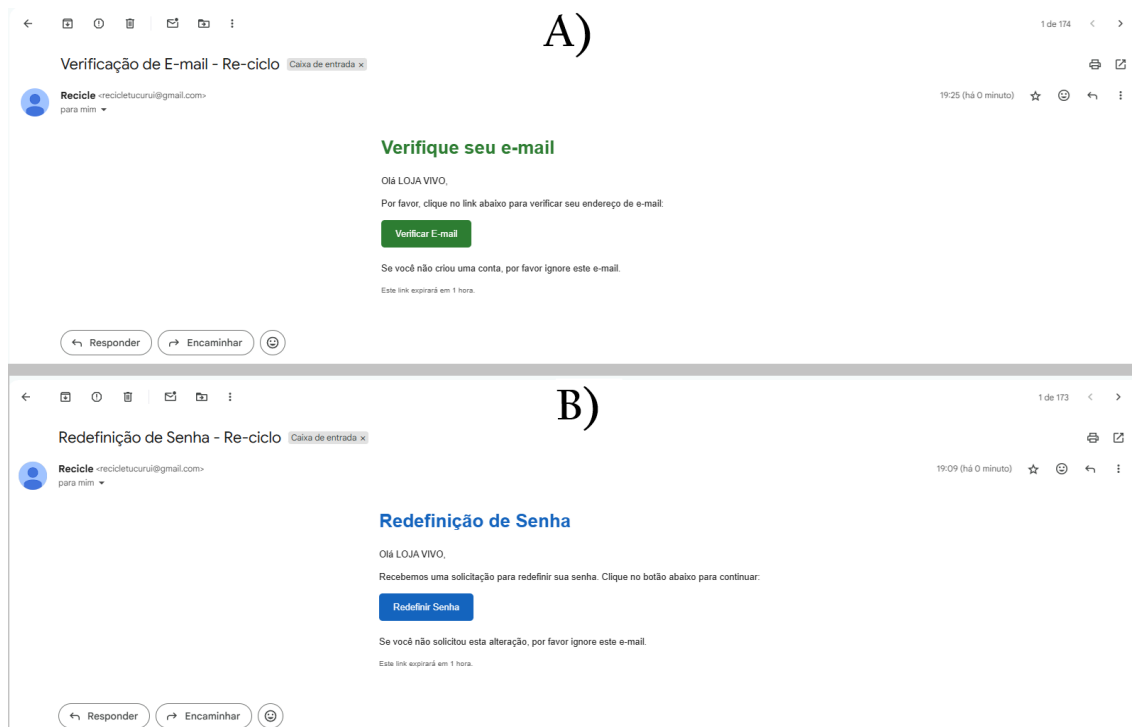 A)
1 de 174
Verificação de E-mail - Re-ciclo Caixa de entrada x
Recicle <recicletucurui@gmail.com>
19:25 (há 0 minuto)
para mim
Verifique seu e-mail
Olá LOJA VIVO,
Por favor, clique no link abaixo para verificar seu endereço de e-mail:
Verificar E-mail
Se você não criou uma conta, por favor ignore este e-mail.
Este link expirará em 1 hora.
Responder
Encaminhar
B)
1 de 173
Redefinição de Senha - Re-ciclo Caixa de entrada x
Recicle <recicletucurui@gmail.com>
19:09 (há 0 minuto)
para mim
Redefinição de Senha
Olá LOJA VIVO,
Recebemos uma solicitação para redefinir sua senha. Clique no botão abaixo para continuar:
Redefinir Senha
Se você não solicitou esta alteração, por favor ignore este e-mail.
Este link expirará em 1 hora.
Responder
Encaminhar